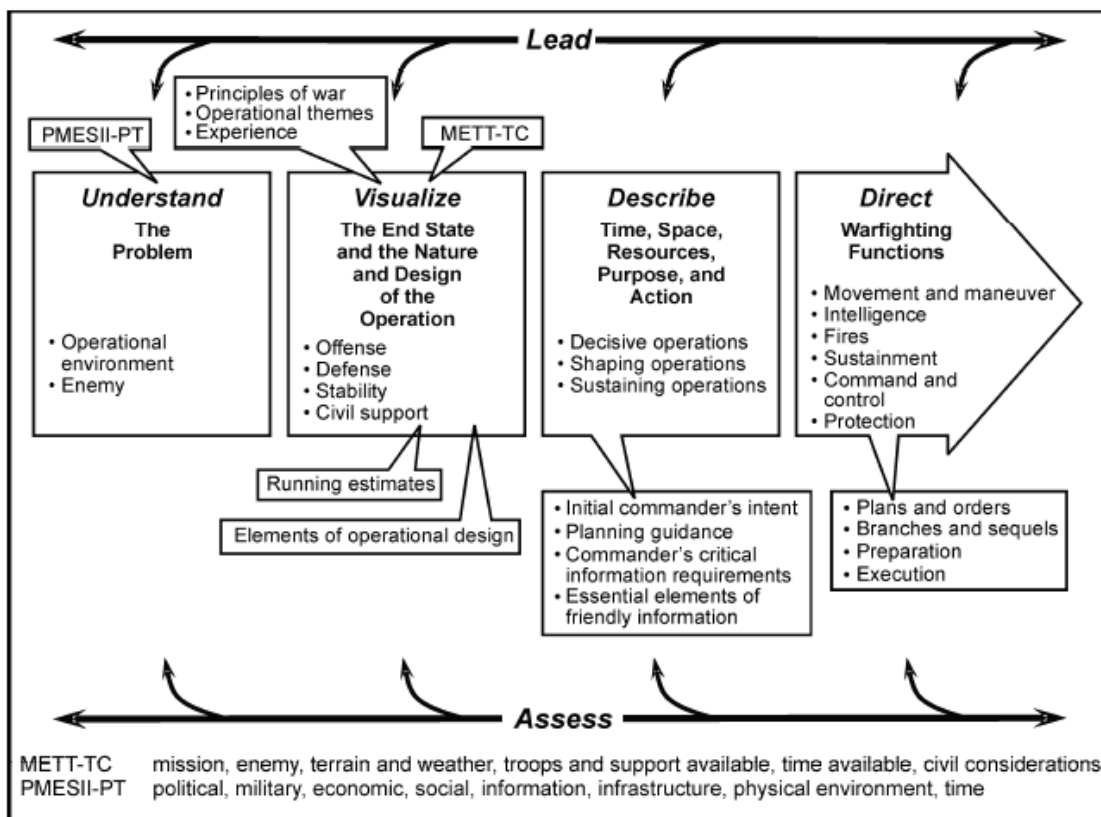 Lead
• Principles of war
• Operational themes
• Experience
PMESII-PT
METT-TC
Understand
The
Problem
• Operational
environment
• Enemy
Visualize
The End State
and the Nature
and Design
of the
Operation
• Offense
• Defense
• Stability
• Civil support
Describe
Time, Space,
Resources,
Purpose, and
Action
• Decisive operations
• Shaping operations
• Sustaining operations
Direct
Warfighting
Functions
• Movement and maneuver
• Intelligence
• Fires
• Sustainment
• Command and
control
• Protection
Running estimates
Elements of operational design
• Initial commander's intent
• Planning guidance
• Commander's critical
information requirements
• Essential elements of
friendly information
• Plans and orders
• Branches and sequels
• Preparation
• Execution
Assess
METT-TC mission, enemy, terrain and weather, troops and support available, time available, civil considerations
PMESII-PT political, military, economic, social, information, infrastructure, physical environment, time